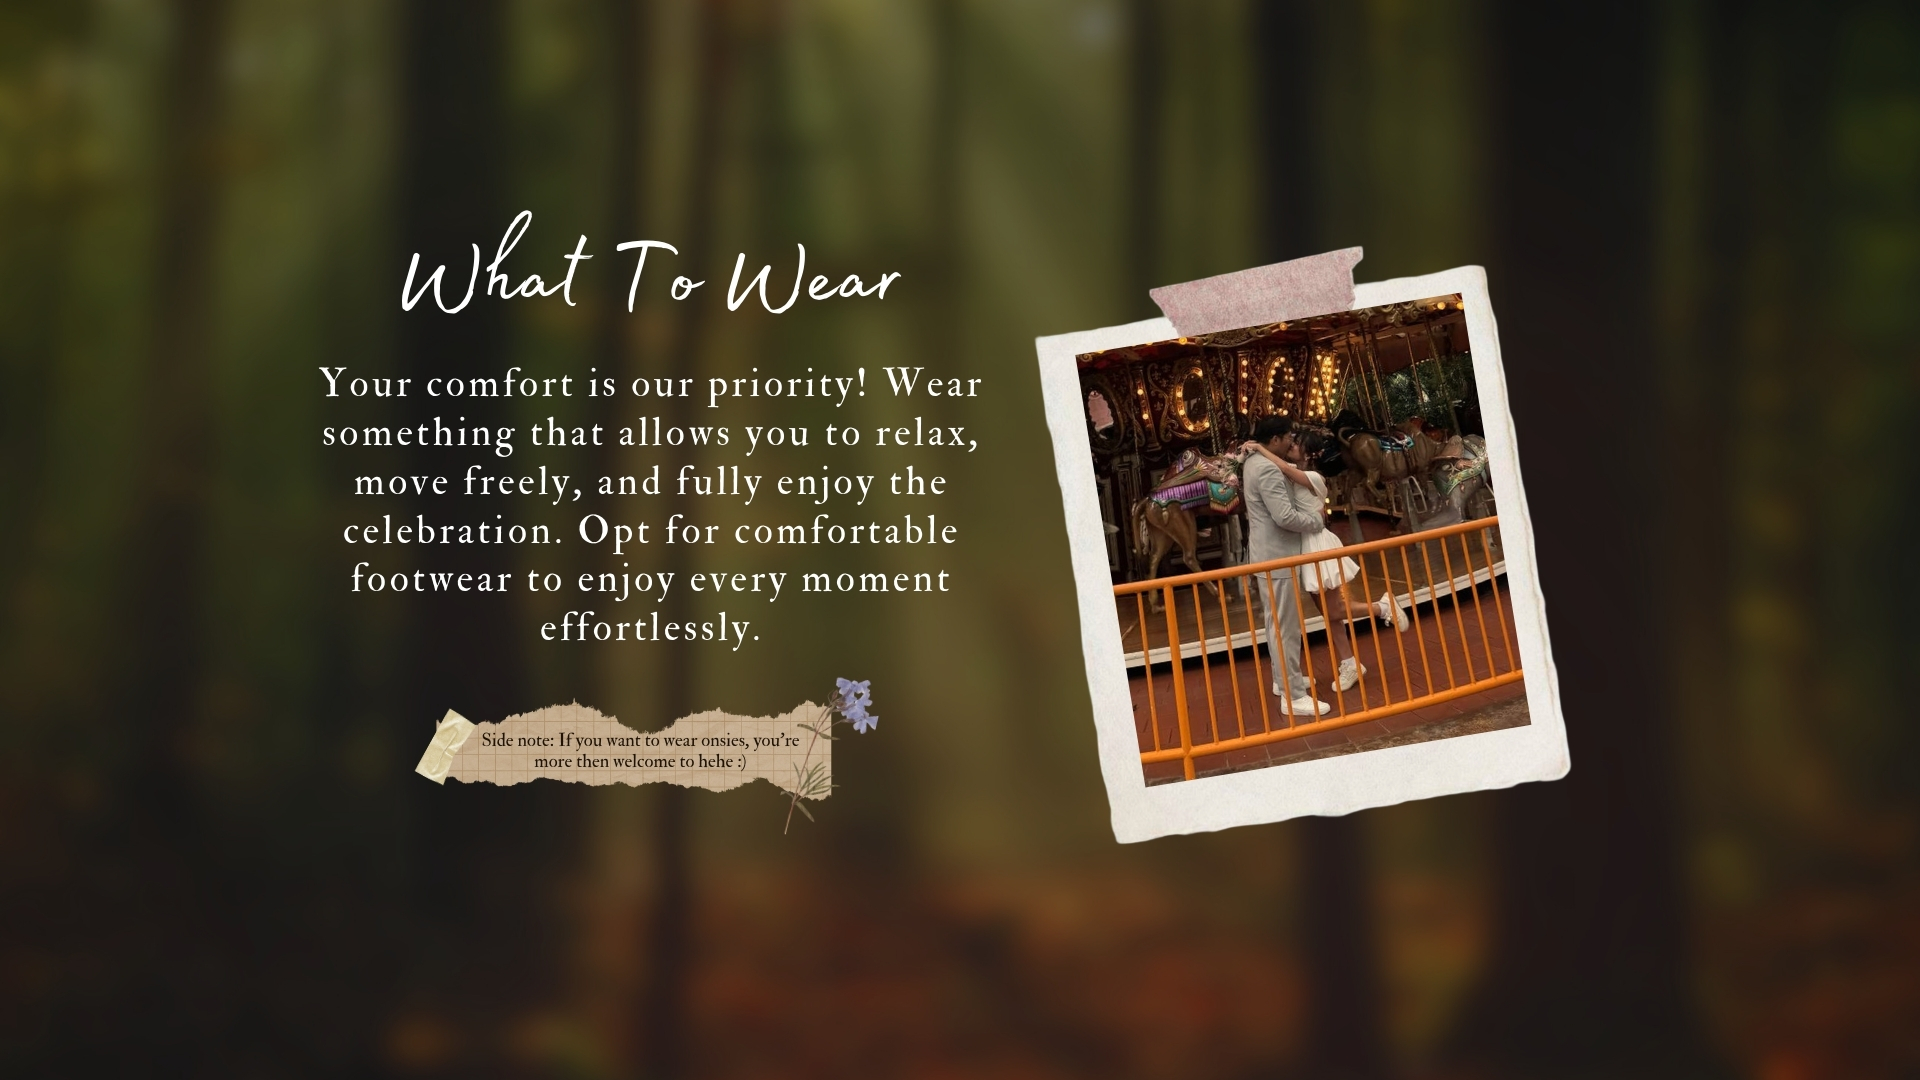 What To Wear
Your comfort is our priority! Wear
something that allows you to relax,
move freely, and fully enjoy the
celebration. Opt for comfortable
footwear to enjoy every moment
effortlessly.
Side note: If you want to wear onsies, you're
more then welcome to hehe :)